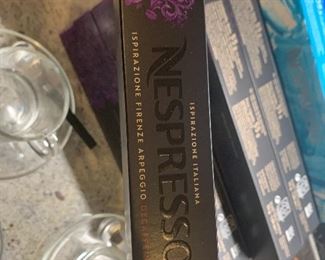 ISPIRAZIONE ITALIANA
NESPRESSO
ISPIRAZIONE FIRENZE ARPEGGIO